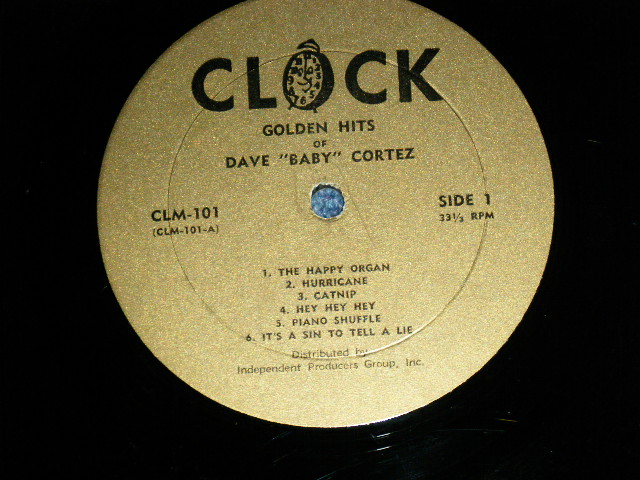 CLOCK
GOLDEN HITS
OF
DAVE "BABY" CORTEZ
CLM-101
(CLM-101-A)
SIDE 1
33⅓ RPM
1. THE HAPPY ORGAN
2. HURRICANE
3. CATNIP
4. HEY HEY HEY
5. PIANO SHUFFLE
6. IT'S A SIN TO TELL A LIE
Distributed by
Independent Producers Group, Inc.